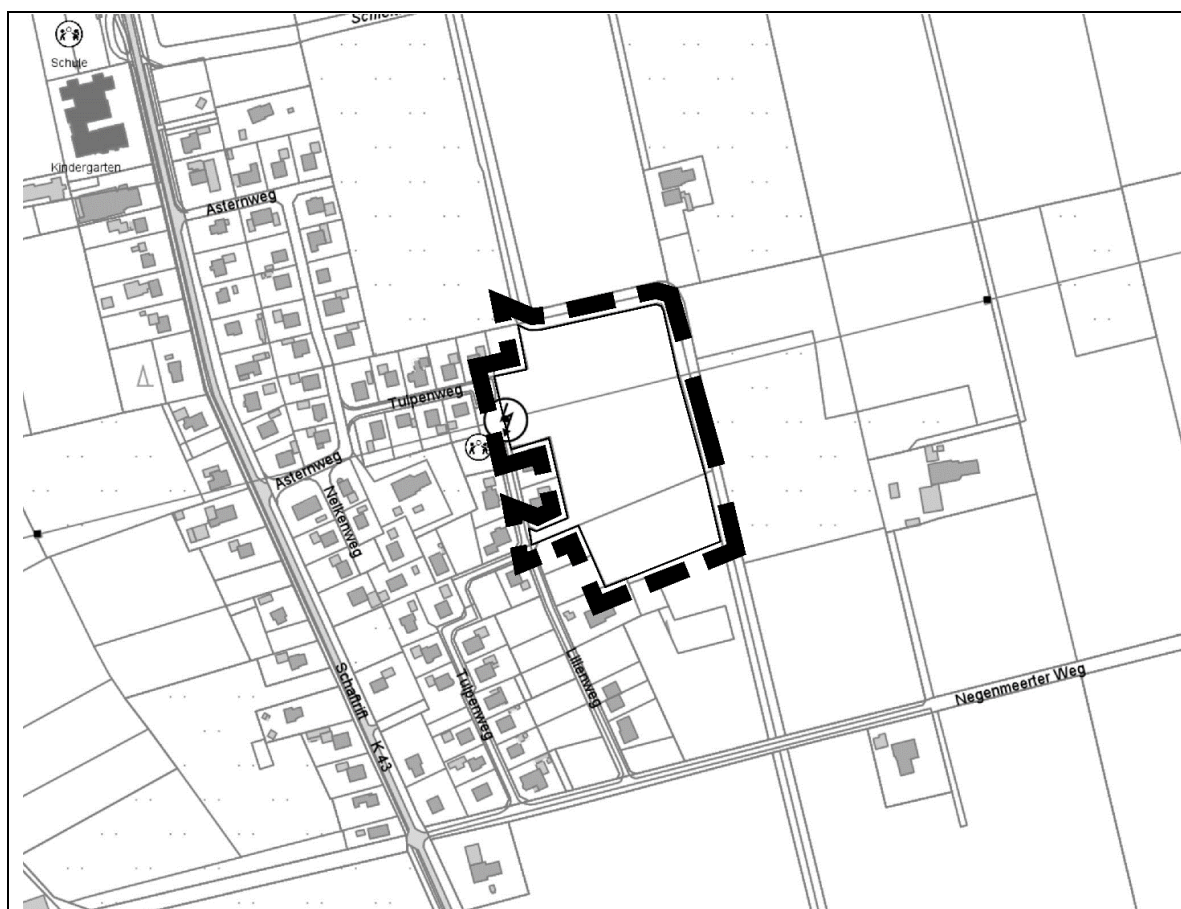 Schule
Kindergarten
Asternweg
Tulpenweg
Asternweg
Nelkenweg
Schaftrift
K 43
Tulpenweg
Lilienweg
Negenmeerter Weg